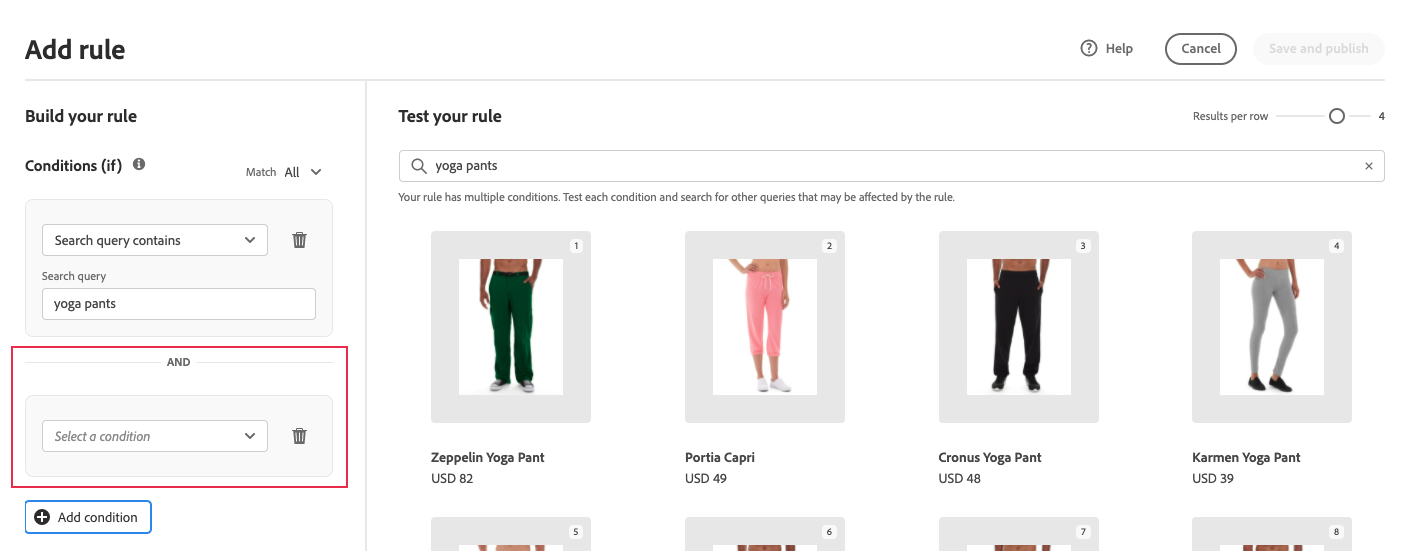 Add rule
Help
Cancel
Save and publish
Build your rule
Conditions (if)
Match All
Search query contains
Search query
yoga pants
AND
Select a condition
Add condition
Test your rule
Results per row
4
yoga pants
Your rule has multiple conditions. Test each condition and search for other queries that may be affected by the rule.
1
2
3
4
Zeppelin Yoga Pant
Portia Capri
Cronus Yoga Pant
Karmen Yoga Pant
USD 82
USD 49
USD 48
USD 39
5
6
7
8